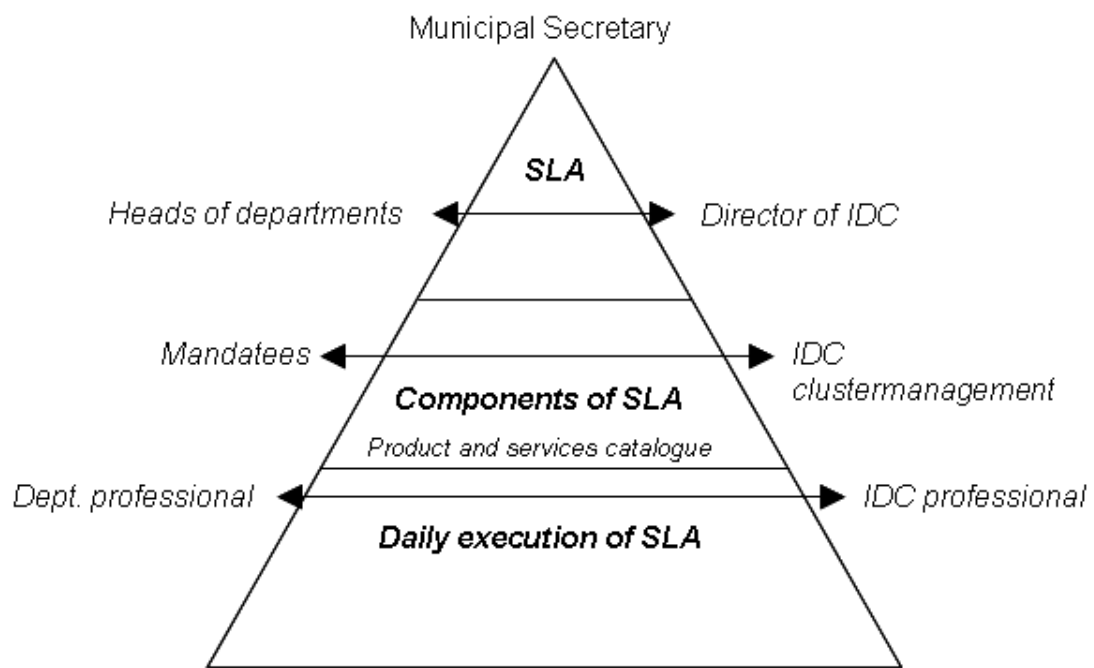 Municipal Secretary
SLA
Heads of departments
Director of IDC
Mandatees
IDC
clustermanagement
Components of SLA
Product and services catalogue
Dept. professional
IDC professional
Daily execution of SLA